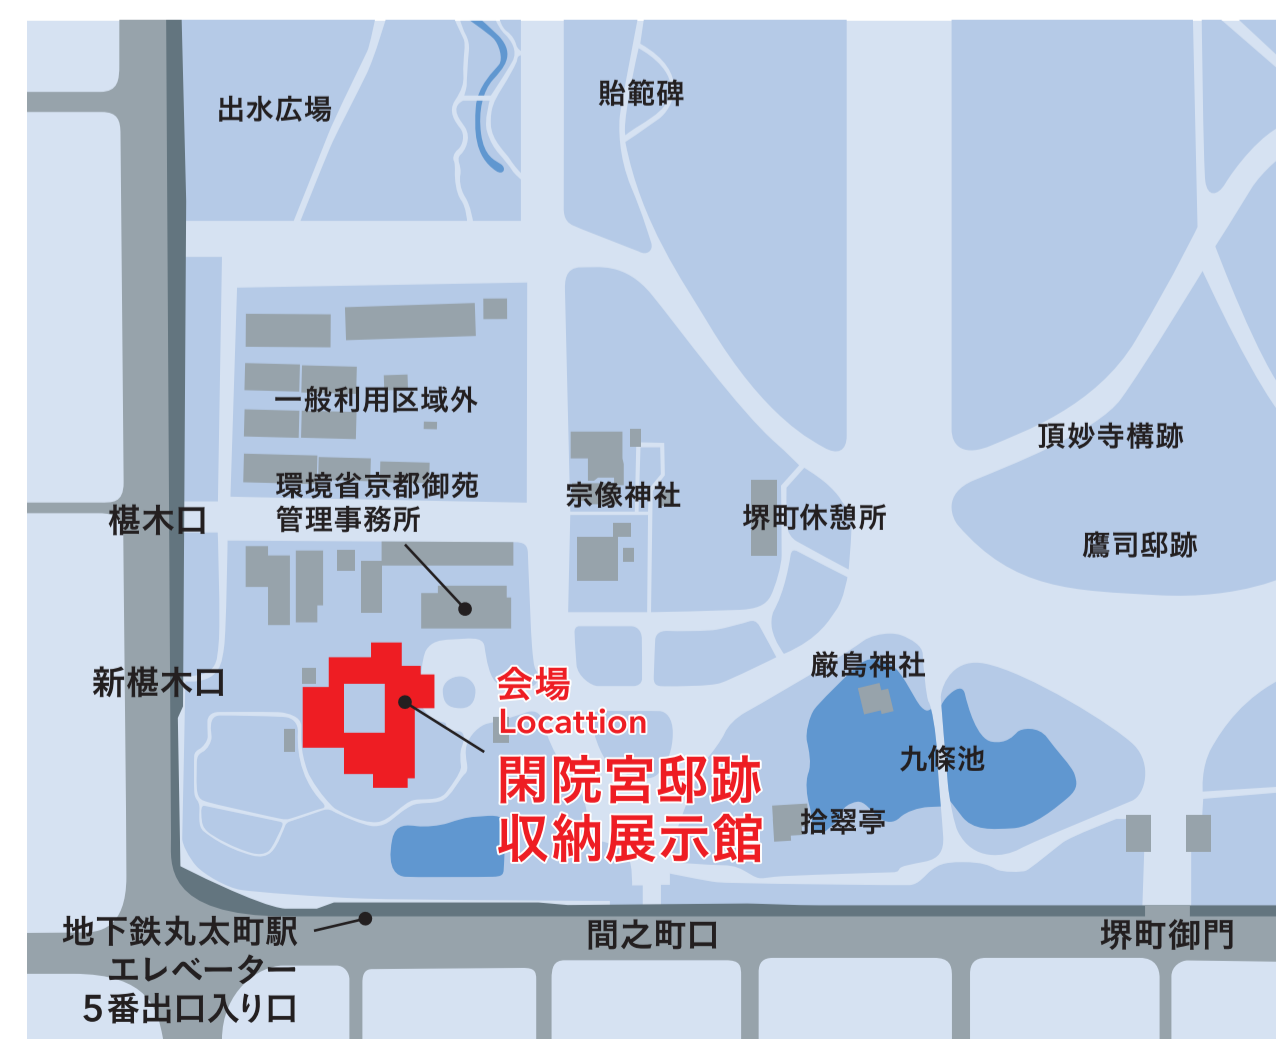 出水広場
貽範碑
一般利用区域外
頂妙寺構跡
環境省京都御苑
管理事務所
宗像神社
堺町休憩所
椹木口
鷹司邸跡
新椹木口
厳島神社
会場
Locattion
九條池
閑院宮邸跡
収納展示館
拾翠亭
地下鉄丸太町駅
エレベーター
5番出口入り口
間之町口
堺町御門